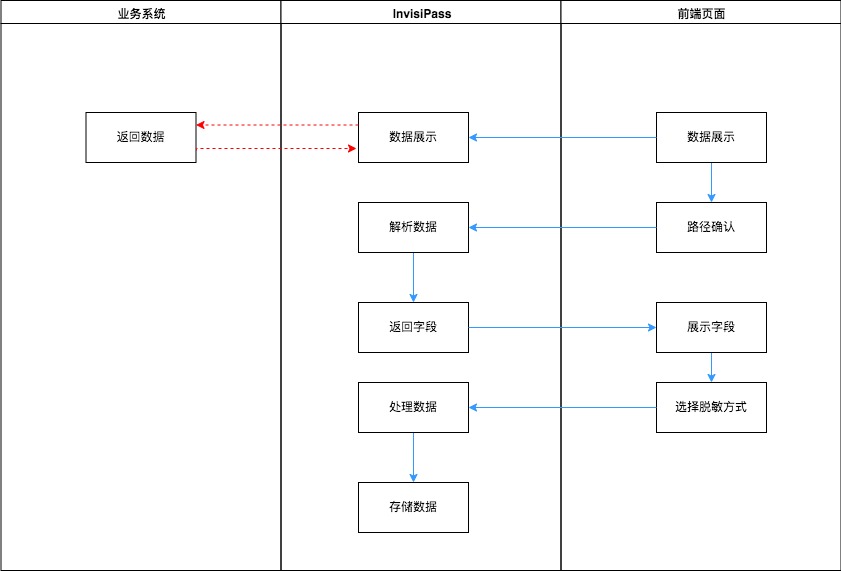 业务系统
InvisiPass
前端页面
返回数据
数据展示
数据展示
解析数据
路径确认
返回字段
展示字段
处理数据
选择脱敏方式
存储数据